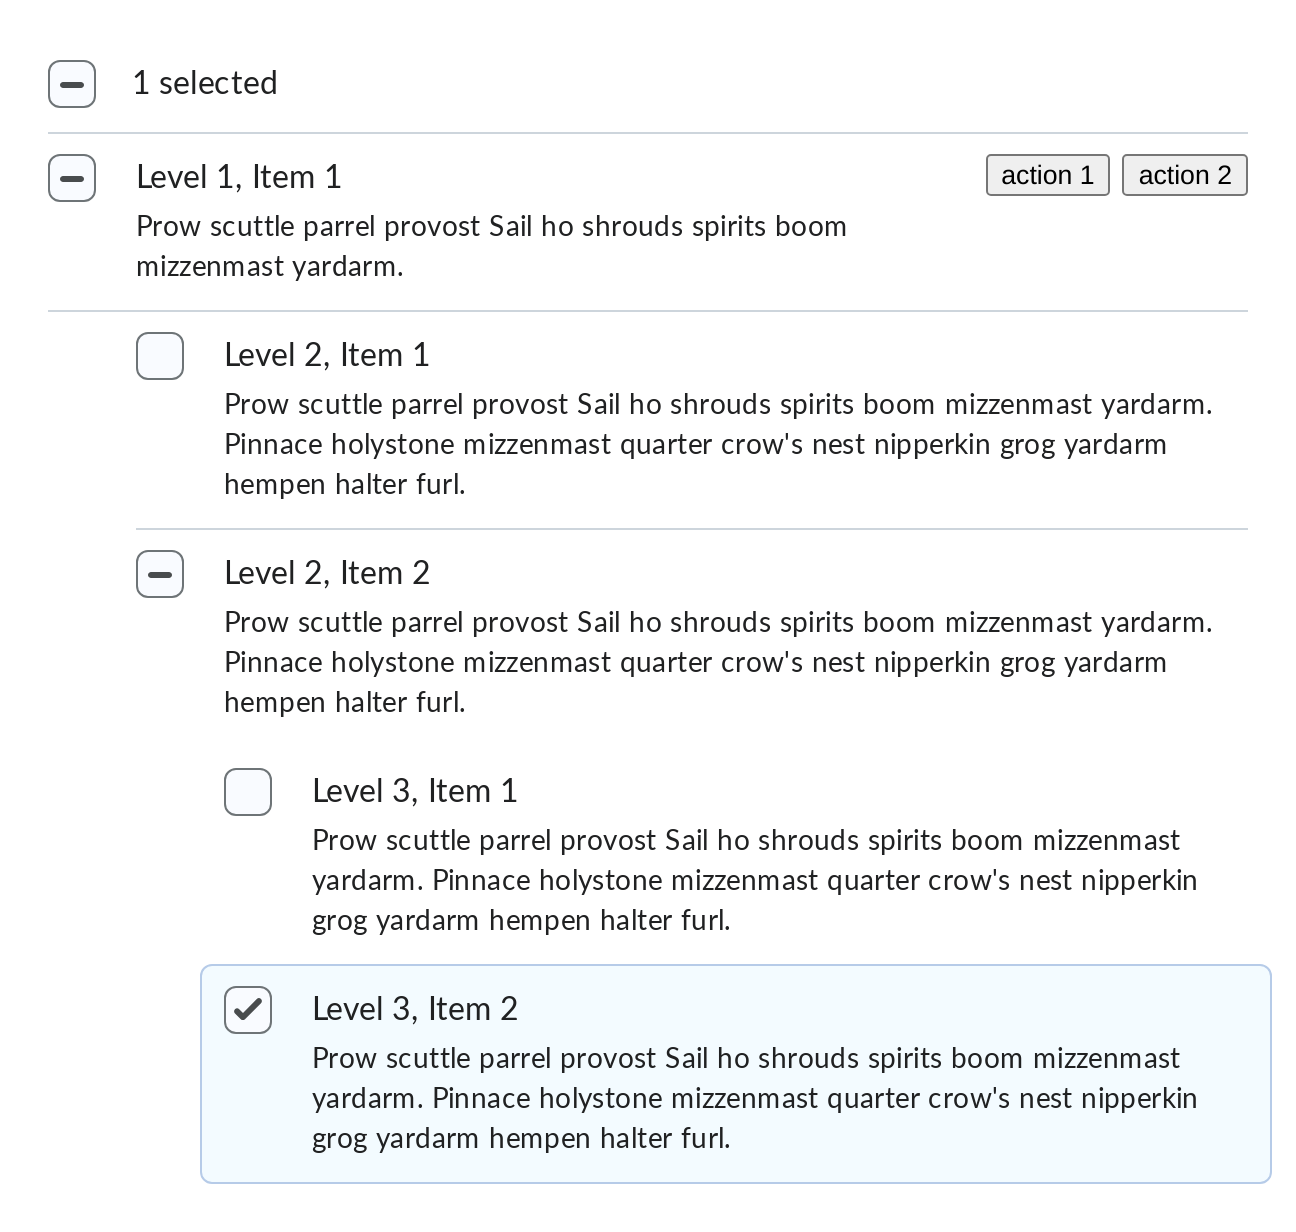 1 selected
Level 1, Item 1
action 1
action 2
Prow scuttle parrel provost Sail ho shrouds spirits boom
mizzenmast yardarm.
Level 2, Item 1
Prow scuttle parrel provost Sail ho shrouds spirits boom mizzenmast yardarm.
Pinnace holystone mizzenmast quarter crow's nest nipperkin grog yardarm
hempen halter furl.
Level 2, Item 2
Prow scuttle parrel provost Sail ho shrouds spirits boom mizzenmast yardarm.
Pinnace holystone mizzenmast quarter crow's nest nipperkin grog yardarm
hempen halter furl.
Level 3, Item 1
Prow scuttle parrel provost Sail ho shrouds spirits boom mizzenmast
yardarm. Pinnace holystone mizzenmast quarter crow's nest nipperkin
grog yardarm hempen halter furl.
Level 3, Item 2
Prow scuttle parrel provost Sail ho shrouds spirits boom mizzenmast
yardarm. Pinnace holystone mizzenmast quarter crow's nest nipperkin
grog yardarm hempen halter furl.